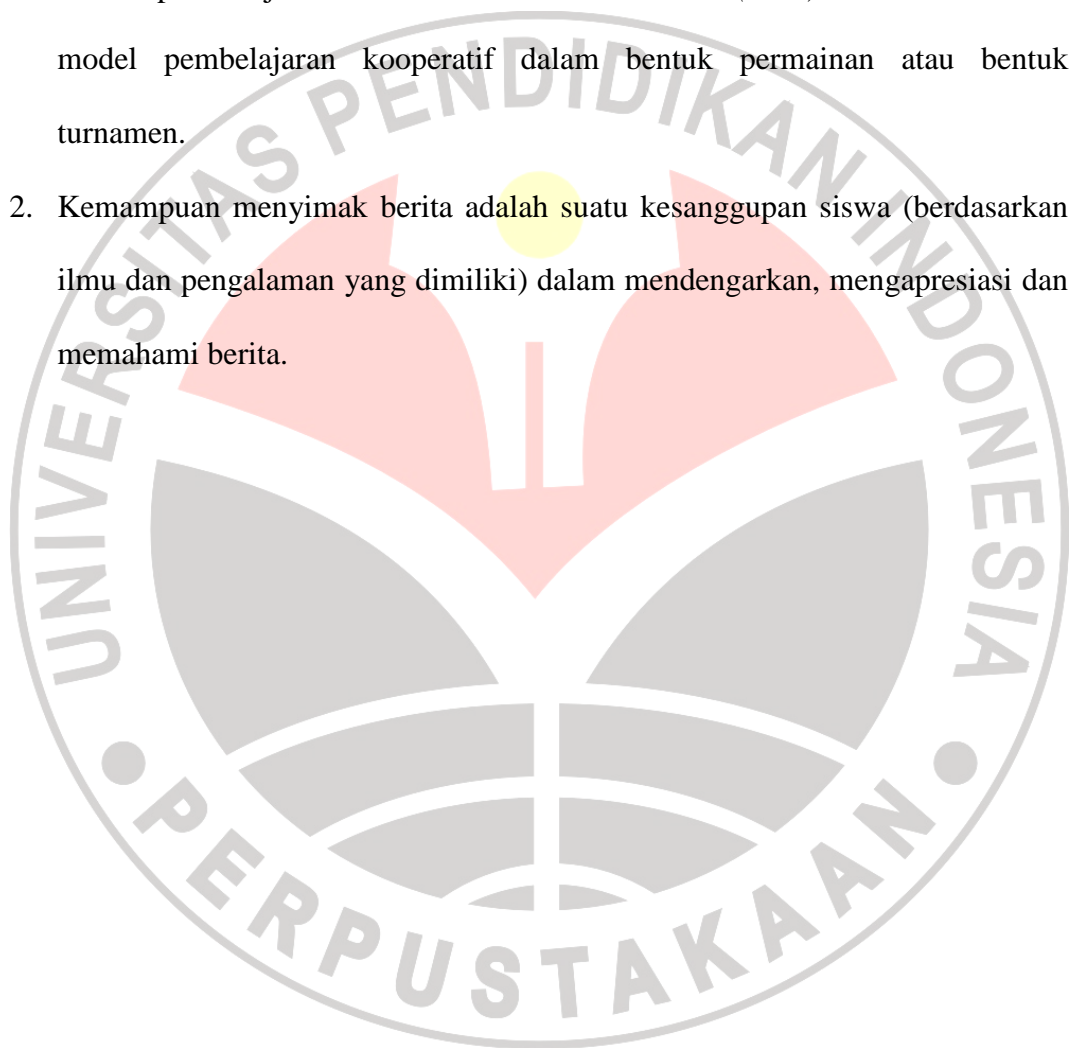 model pembelajaran kooperatif dalam bentuk permainan atau bentuk
turnamen.
2. Kemampuan menyimak berita adalah suatu kesanggupan siswa (berdasarkan
ilmu dan pengalaman yang dimiliki) dalam mendengarkan, mengapresiasi dan
memahami berita.
UNIVERSITAS PENDIDIKAN INDONESIA
PERPUSTAKAAN